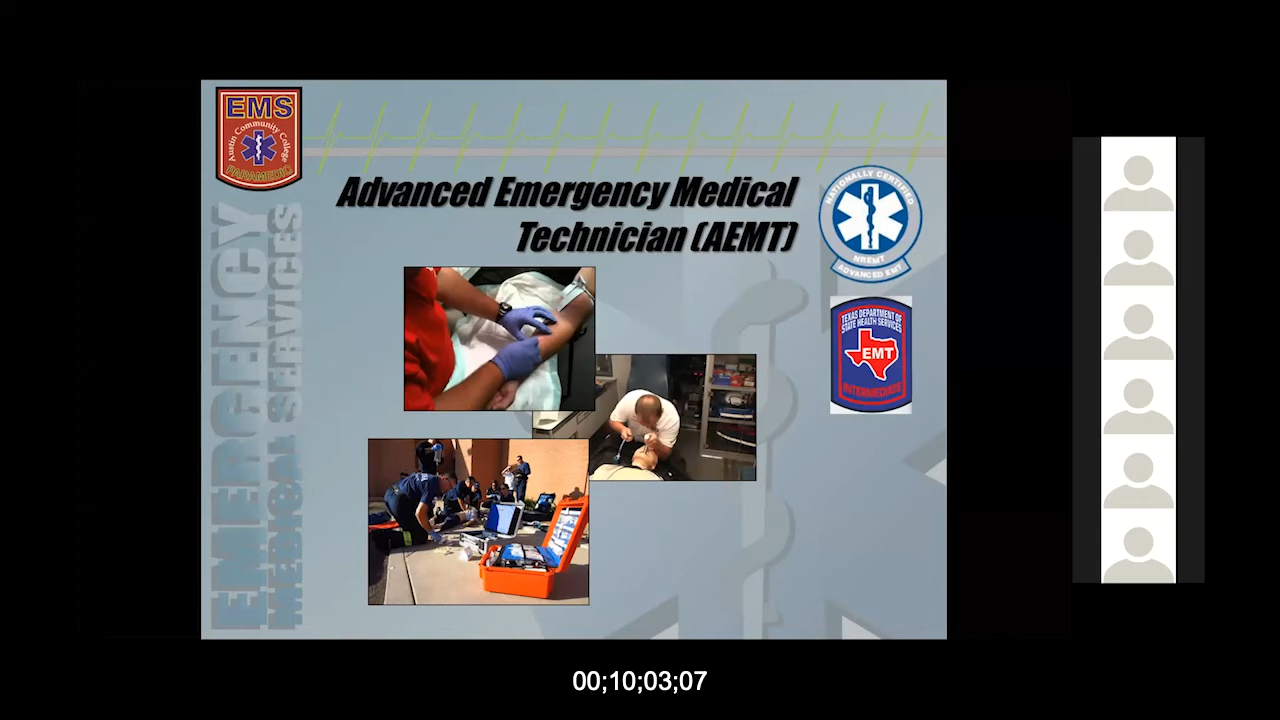 EMS
Austin Community College
PARAMEDIC
Advanced Emergency Medical
Technician (AEMT)
NATIONALLY CERTIFIED
NREMT
ADVANCED EMT
TEXAS DEPARTMENT OF
STATE HEALTH SERVICES
EMT
INTERMEDIATE
EMERGENCY
MEDICAL SERVICES
00;10;03;07